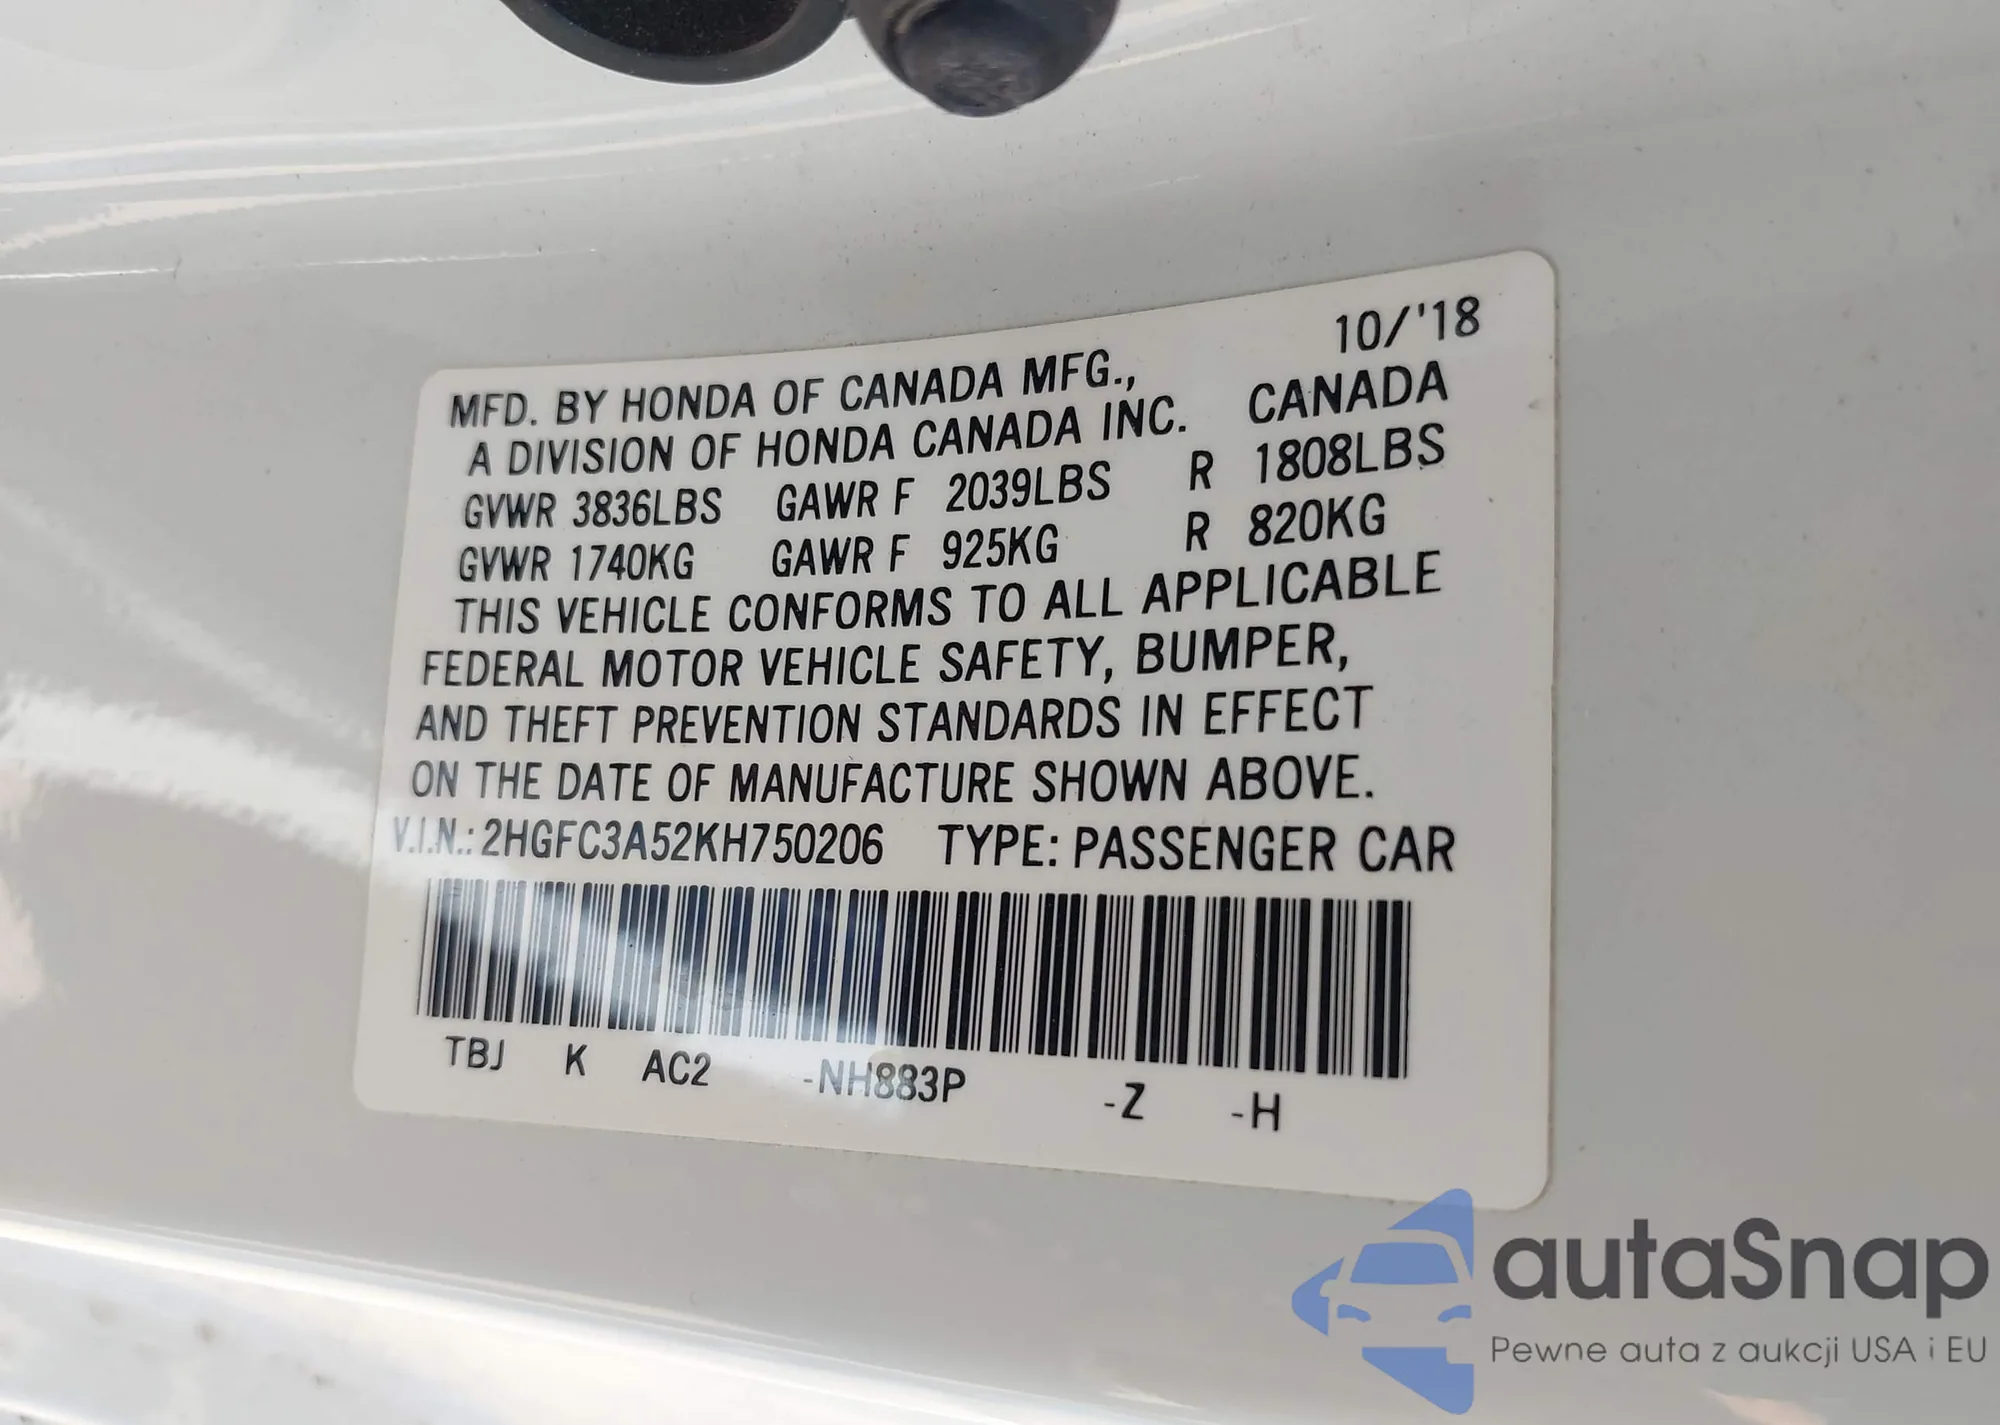 10/'18
MFD. BY HONDA OF CANADA MFG., CANADA
A DIVISION OF HONDA CANADA INC.
GVWR 3836LBS GAWR F 2039LBS R 1808LBS
GVWR 1740KG GAWR F 925KG R 820KG
THIS VEHICLE CONFORMS TO ALL APPLICABLE
FEDERAL MOTOR VEHICLE SAFETY, BUMPER,
AND THEFT PREVENTION STANDARDS IN EFFECT
ON THE DATE OF MANUFACTURE SHOWN ABOVE.
V.I.N.: 2HGFC3A52KH750206 TYPE: PASSENGER CAR
TBJ K AC2 -NH883P -Z -H
autaSnap
Pewne auta z aukcji USA i EU